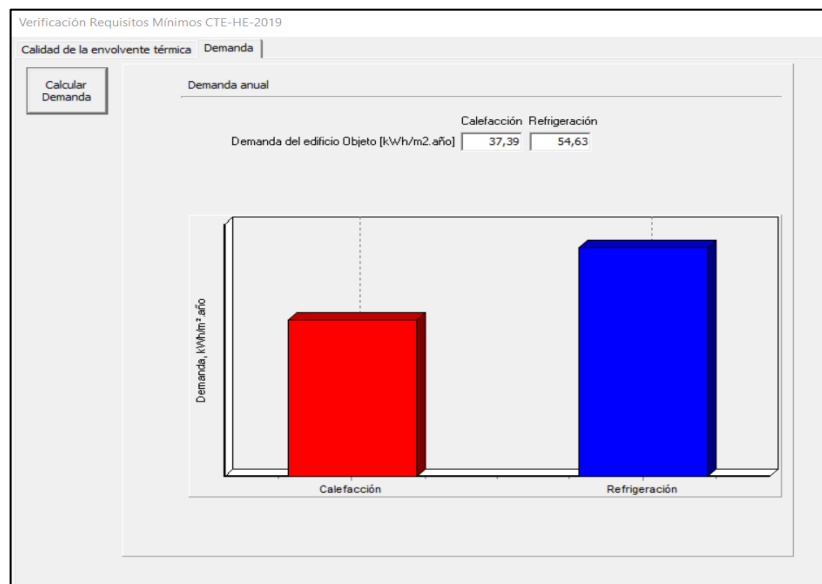 Verificación Requisitos Mínimos CTE-HE-2019
Calidad de la envolvente térmica Demanda
Calcular
Demanda
Demanda anual
Calefacción Refrigeración
Demanda del edificio Objeto [kWh/m2.año] 37,39 54,63
Demanda, kWh/m².año
Calefacción Refrigeración